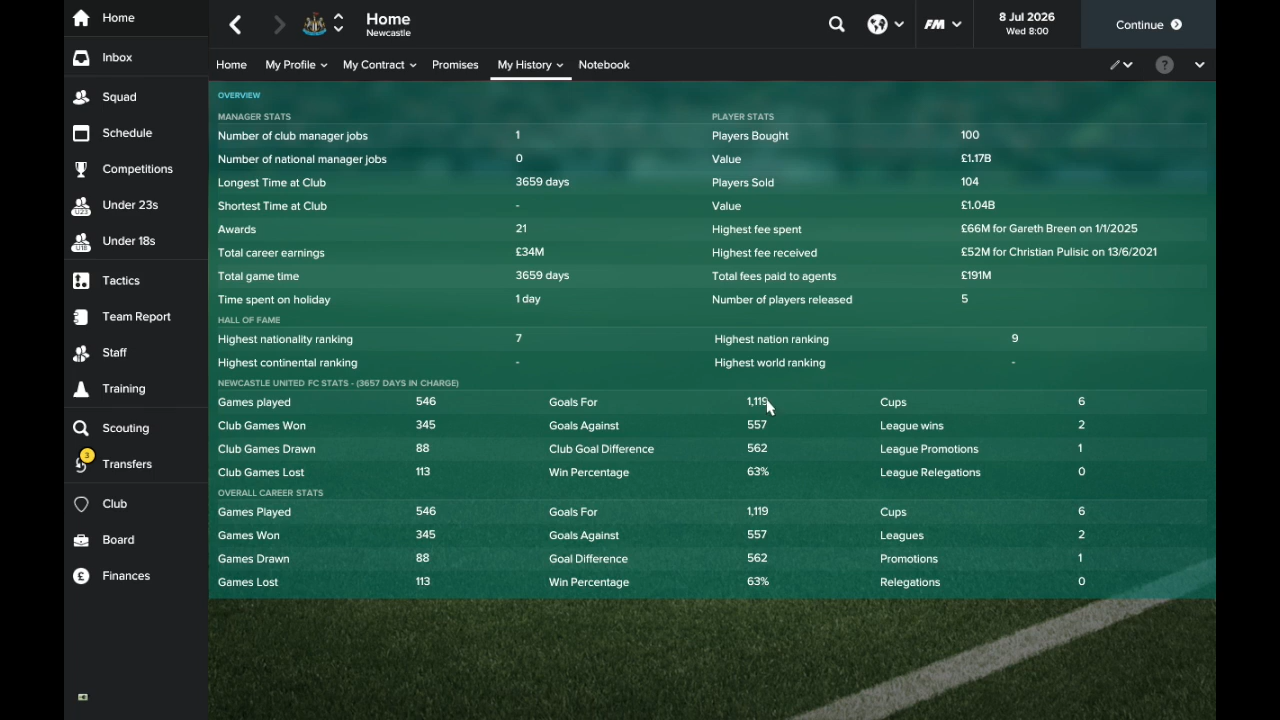 Home
Inbox
Squad
Schedule
Competitions
Under 23s
U23
Under 18s
U18
Tactics
Team Report
Staff
Training
Scouting
3
Transfers
Club
Board
Finances
Home
Newcastle
FM
8 Jul 2026
Wed 8:00
Continue
Home My Profile My Contract Promises My History Notebook
?
OVERVIEW
MANAGER STATS PLAYER STATS
Number of club manager jobs 1 Players Bought 100
Number of national manager jobs 0 Value £1.17B
Longest Time at Club 3659 days Players Sold 104
Shortest Time at Club - Value £1.04B
Awards 21 Highest fee spent £66M for Gareth Breen on 1/1/2025
Total career earnings £34M Highest fee received £52M for Christian Pulisic on 13/6/2021
Total game time 3659 days Total fees paid to agents £191M
Time spent on holiday 1 day Number of players released 5
HALL OF FAME
Highest nationality ranking 7 Highest nation ranking 9
Highest continental ranking - Highest world ranking -
NEWCASTLE UNITED FC STATS - (3657 DAYS IN CHARGE)
Games played 546 Goals For 1,119 Cups 6
Club Games Won 345 Goals Against 557 League wins 2
Club Games Drawn 88 Club Goal Difference 562 League Promotions 1
Club Games Lost 113 Win Percentage 63% League Relegations 0
OVERALL CAREER STATS
Games Played 546 Goals For 1,119 Cups 6
Games Won 345 Goals Against 557 Leagues 2
Games Drawn 88 Goal Difference 562 Promotions 1
Games Lost 113 Win Percentage 63% Relegations 0